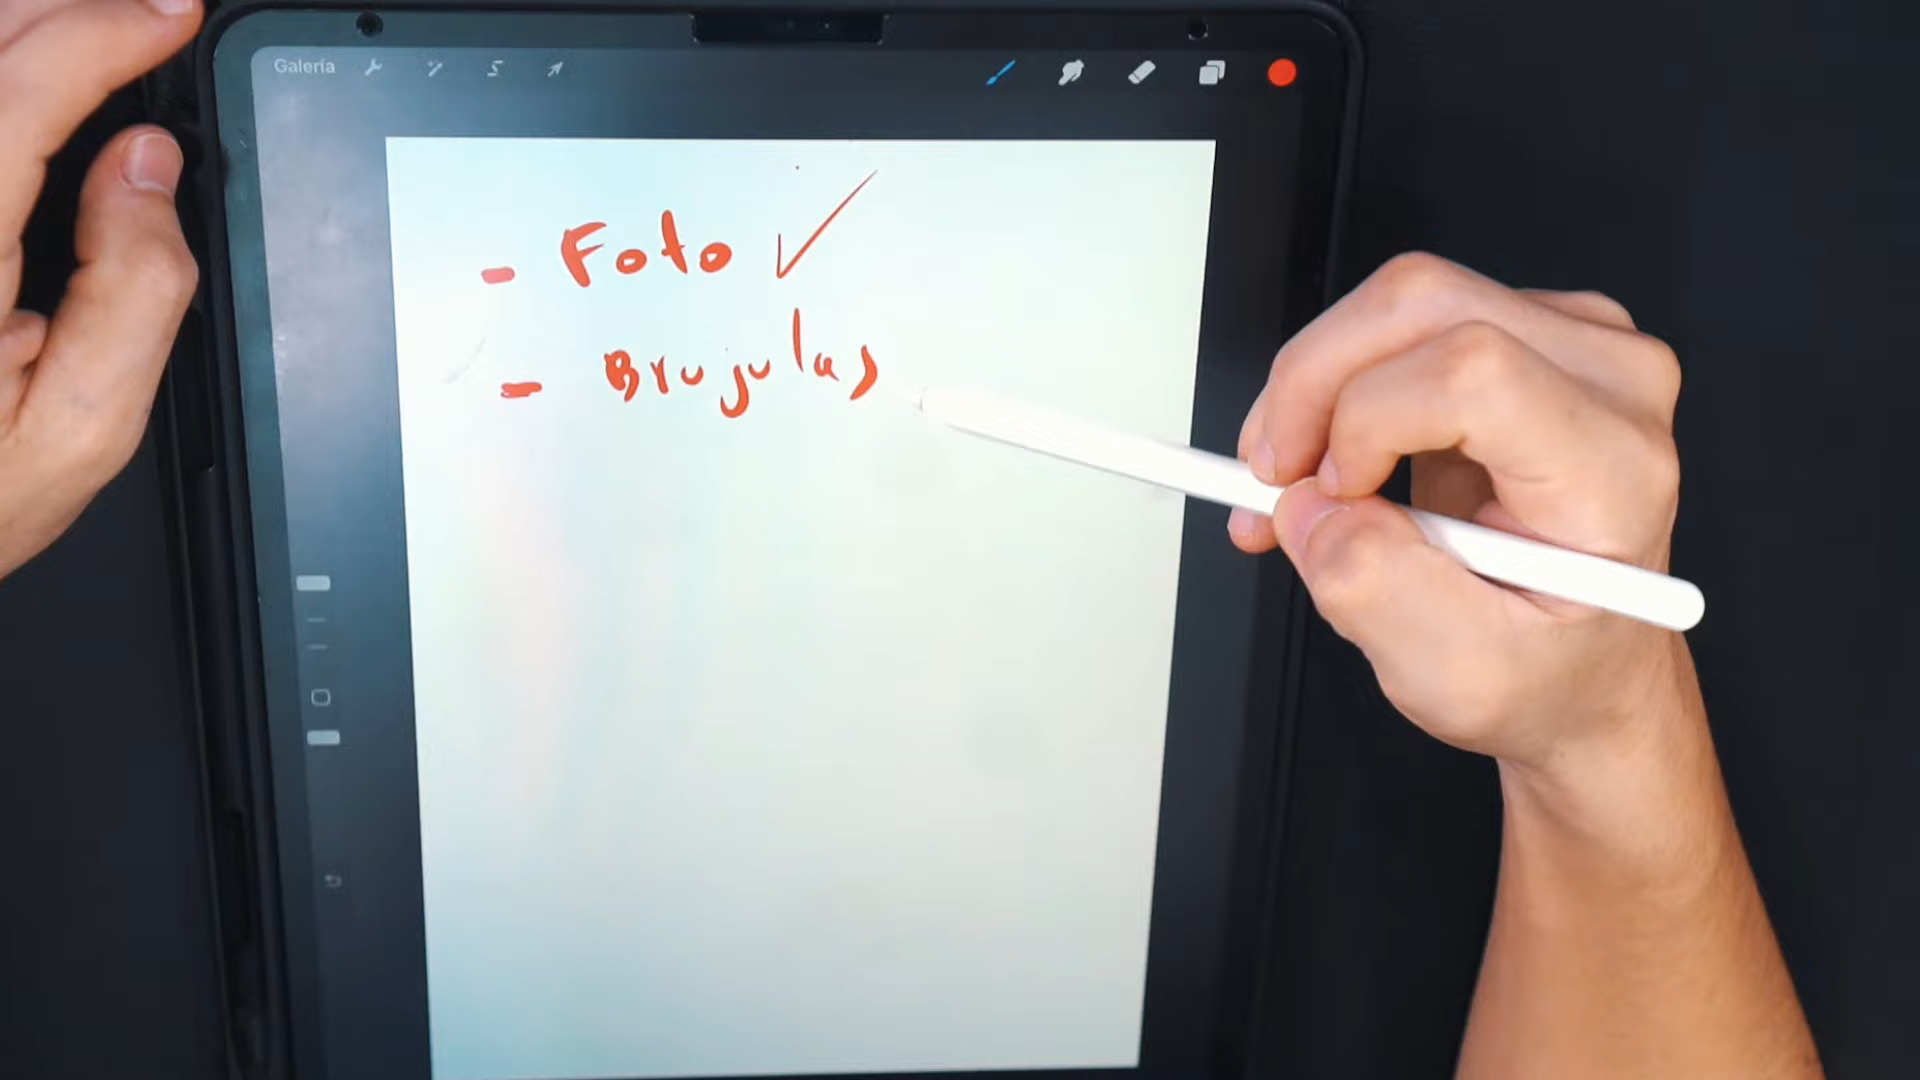 Galería
- Foto ✓
- Brujulas